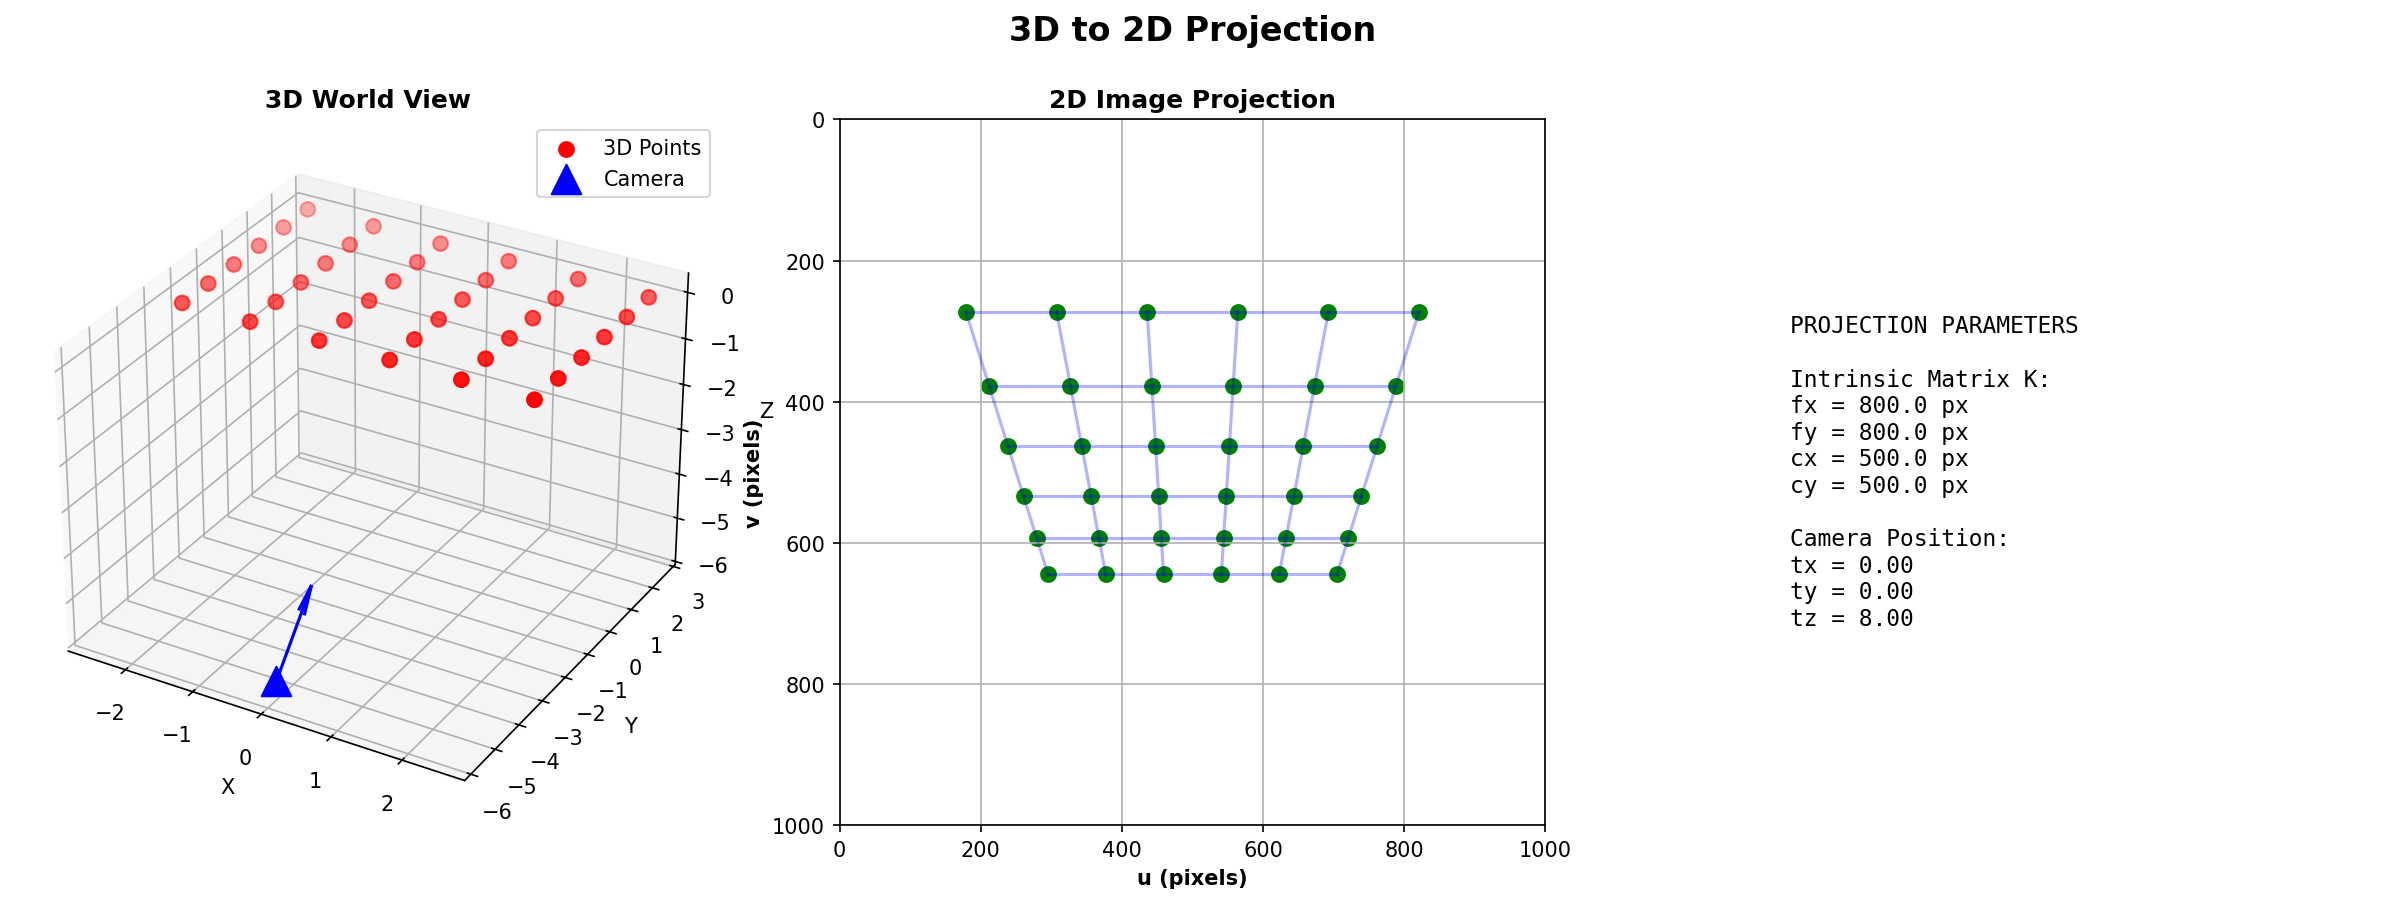 3D to 2D Projection
3D World View
3D Points
Camera
0
−1
−2
−3
−4
−5
−6
Z
3
2
1
0
−1
−2
−3
−4
−5
−6
Y
−2
−1
0
1
2
X
2D Image Projection
0
200
400
600
800
1000
v (pixels)
0
200
400
600
800
1000
u (pixels)
PROJECTION PARAMETERS
Intrinsic Matrix K:
fx = 800.0 px
fy = 800.0 px
cx = 500.0 px
cy = 500.0 px
Camera Position:
tx = 0.00
ty = 0.00
tz = 8.00